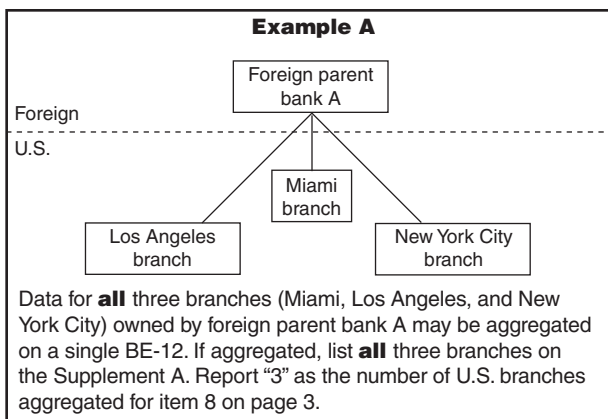 Example A
Foreign parent
bank A
Foreign
U.S.
Miami
branch
Los Angeles
branch
New York City
branch
Data for all three branches (Miami, Los Angeles, and New
York City) owned by foreign parent bank A may be aggregated
on a single BE-12. If aggregated, list all three branches on
the Supplement A. Report “3” as the number of U.S. branches
aggregated for item 8 on page 3.